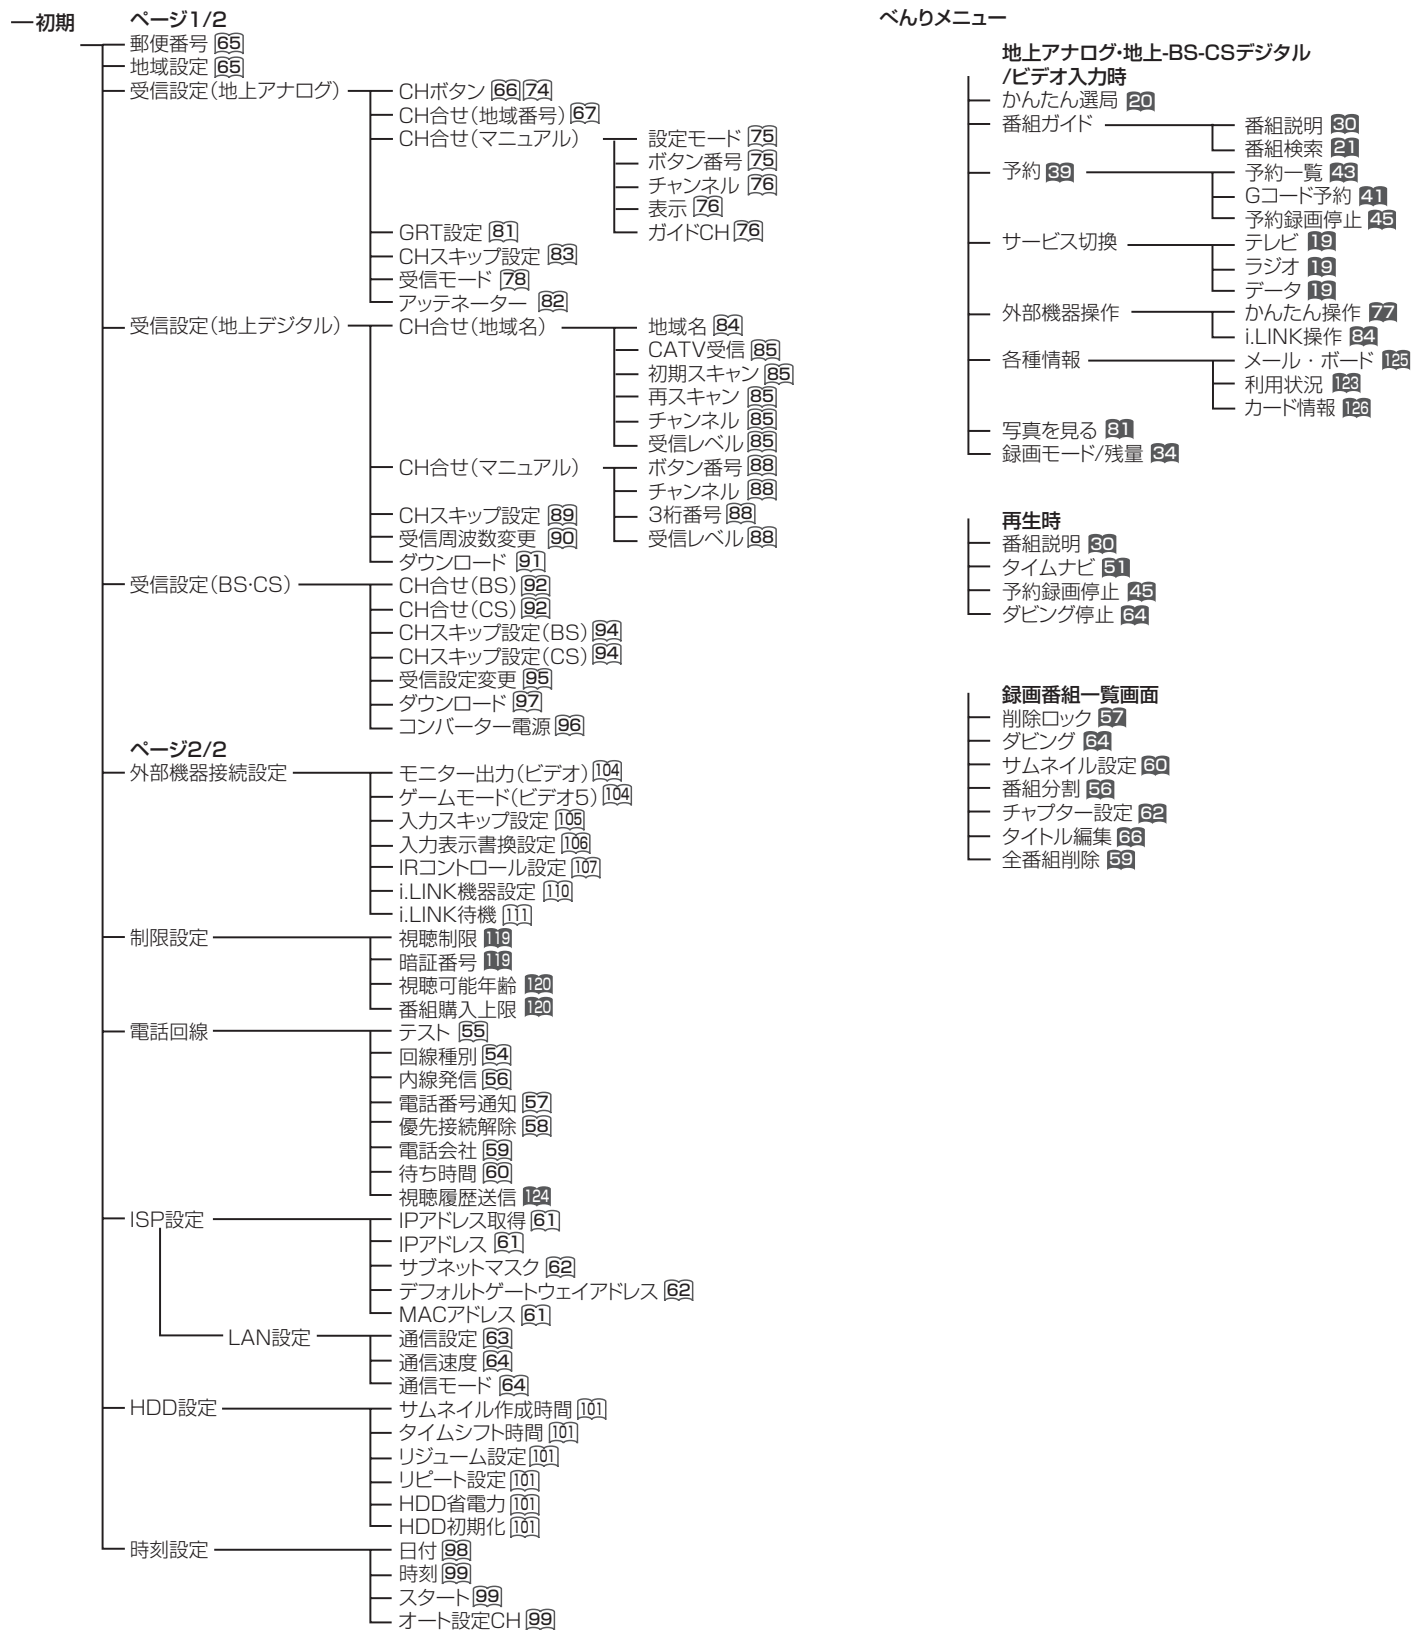 初期
ページ1/2
郵便番号 65
地域設定 65
受信設定(地上アナログ)
CHボタン 66 74
CH合せ(地域番号) 67
CH合せ(マニュアル)
設定モード 75
ボタン番号 75
チャンネル 76
表示 76
ガイドCH 76
GRT設定 81
CHスキップ設定 83
受信モード 78
アッテネーター 82
受信設定(地上デジタル)
CH合せ(地域名)
地域名 84
CATV受信 85
初期スキャン 85
再スキャン 85
チャンネル 85
受信レベル 85
CH合せ(マニュアル)
ボタン番号 88
チャンネル 88
3桁番号 88
受信レベル 88
CHスキップ設定 89
受信周波数変更 90
ダウンロード 91
受信設定(BS·CS)
CH合せ(BS) 92
CH合せ(CS) 92
CHスキップ設定(BS) 94
CHスキップ設定(CS) 94
受信設定変更 95
ダウンロード 97
コンバーター電源 96
ページ2/2
外部機器接続設定
モニター出力(ビデオ) 104
ゲームモード(ビデオ5) 104
入力スキップ設定 105
入力表示書換設定 106
IRコントロール設定 107
i.LINK機器設定 110
i.LINK待機 111
制限設定
視聴制限 119
暗証番号 119
視聴可能年齢 120
番組購入上限 120
電話回線
テスト 55
回線種別 54
内線発信 56
電話番号通知 57
優先接続解除 58
電話会社 59
待ち時間 60
視聴履歴送信 124
ISP設定
IPアドレス取得 61
IPアドレス 61
サブネットマスク 62
デフォルトゲートウェイアドレス 62
MACアドレス 61
LAN設定
通信設定 63
通信速度 64
通信モード 64
HDD設定
サムネイル作成時間 101
タイムシフト時間 101
リジューム設定 101
リピート設定 101
HDD省電力 101
HDD初期化 101
時刻設定
日付 98
時刻 99
スタート 99
オート設定CH 99
べんりメニュー
地上アナログ·地上-BS-CSデジタル
/ビデオ入力時
かんたん選局 20
番組ガイド
番組説明 30
番組検索 21
予約 39
予約一覧 43
Gコード予約 41
予約録画停止 45
サービス切換
テレビ 19
ラジオ 19
データ 19
外部機器操作
かんたん操作 77
i.LINK操作 84
各種情報
メール・ボード 125
利用状況 123
カード情報 126
写真を見る 81
録画モード/残量 34
再生時
番組説明 30
タイムナビ 51
予約録画停止 45
ダビング停止 64
録画番組一覧画面
削除ロック 57
ダビング 64
サムネイル設定 60
番組分割 56
チャプター設定 62
タイトル編集 66
全番組削除 59